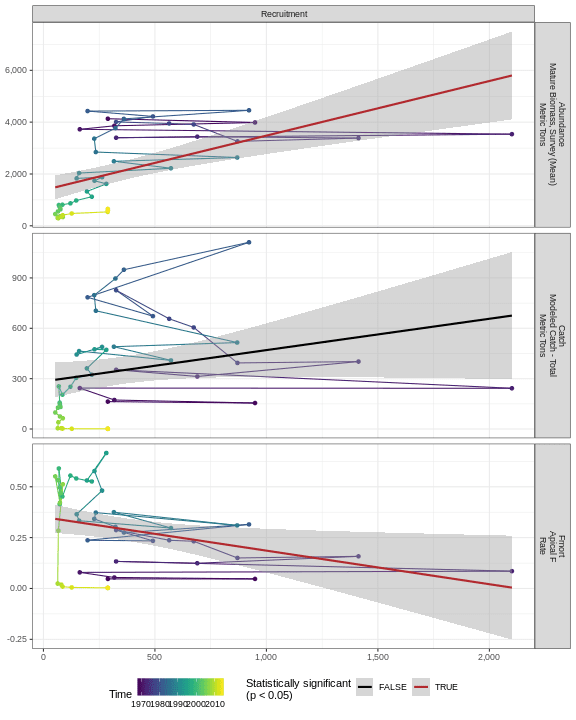 Recruitment
6,000
4,000
2,000
0
Abundance
Mature Biomass, Survey (Mean)
Metric Tons
900
600
300
0
Catch
Modeled Catch - Total
Metric Tons
0.50
0.25
0.00
-0.25
Fmort
Apical F
Rate
0 500 1,000 1,500 2,000
Time
1970 1980 1990 2000 2010
Statistically significant
(p < 0.05)
FALSE TRUE